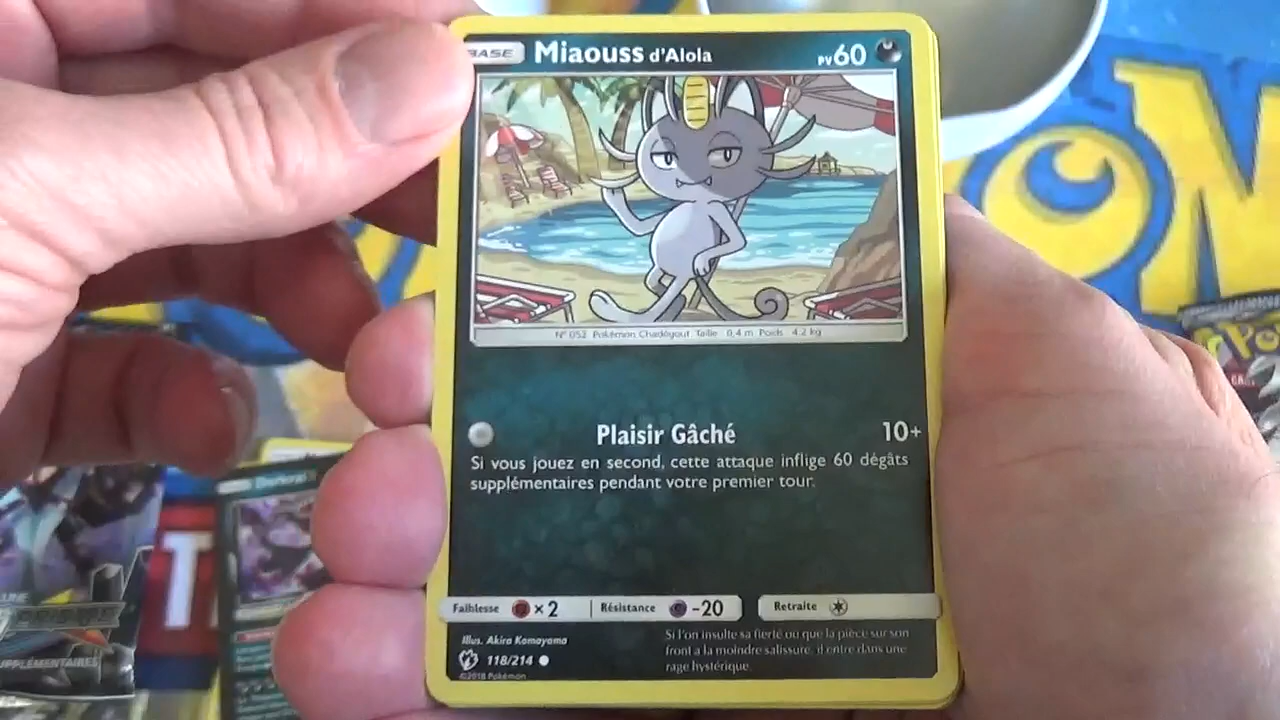 BASE Miaouss d'Alola PV60
N° 052 Pokémon Chadéyout Taille : 0,4 m Poids : 4,2 kg
Plaisir Gâché 10+
Si vous jouez en second, cette attaque inflige 60 dégâts
supplémentaires pendant votre premier tour.
Faiblesse ×2 Résistance -20 Retraite
Illus. Akira Komayama
118/214
©2018 Pokémon
Si l'on insulte sa fierté ou que la pièce sur son
front a la moindre salissure, il entre dans une
rage hystérique.